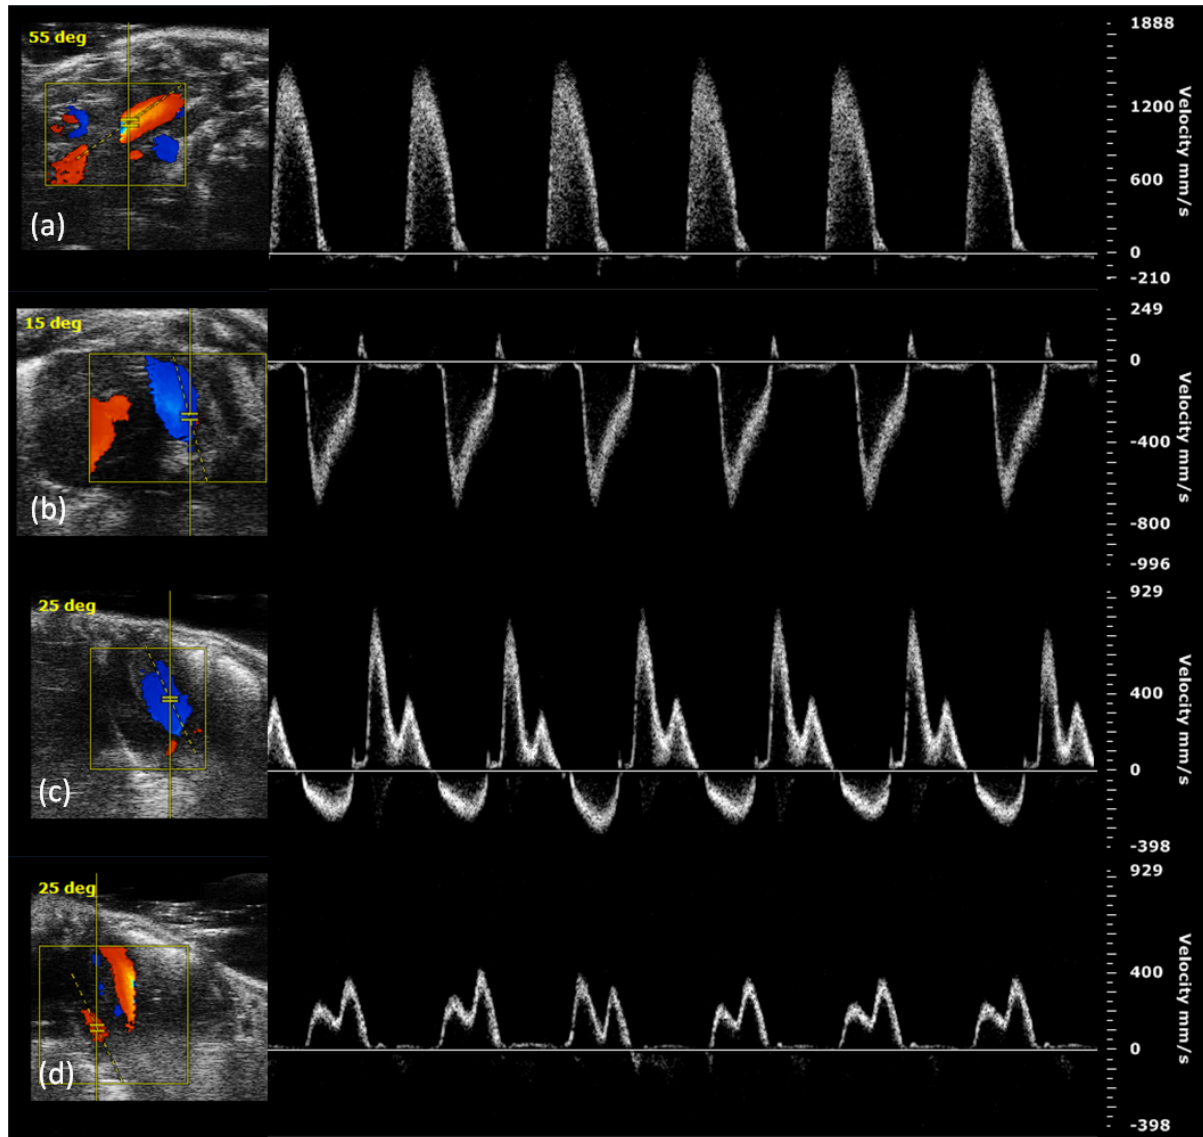 55 deg
(a)
1888
1200
600
0
-210
Velocity mm/s
15 deg
(b)
249
0
-400
-800
-996
Velocity mm/s
25 deg
(c)
929
400
0
-398
Velocity mm/s
25 deg
(d)
929
400
0
-398
Velocity mm/s